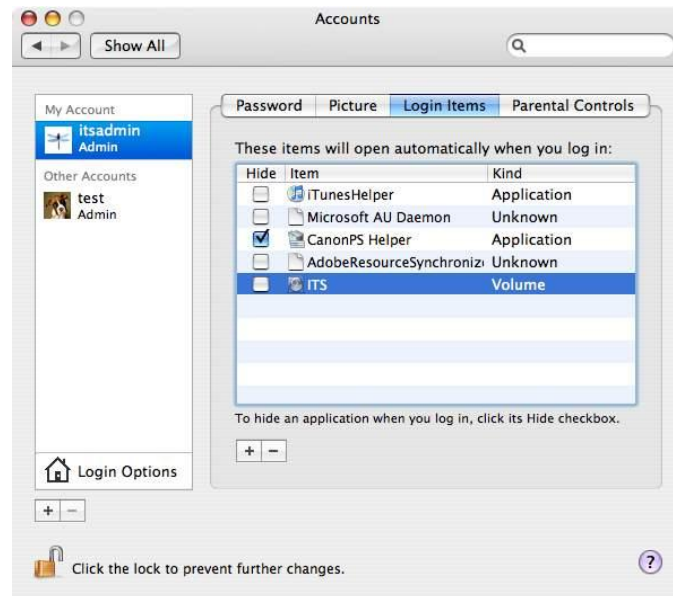 Accounts
Show All
My Account
itsadmin
Admin
Other Accounts
test
Admin
Login Options
+ −
Password Picture Login Items Parental Controls
These items will open automatically when you log in:
Hide Item Kind
iTunesHelper Application
Microsoft AU Daemon Unknown
CanonPS Helper Application
AdobeResourceSynchroniz Unknown
ITS Volume
To hide an application when you log in, click its Hide checkbox.
+ −
Click the lock to prevent further changes.
?